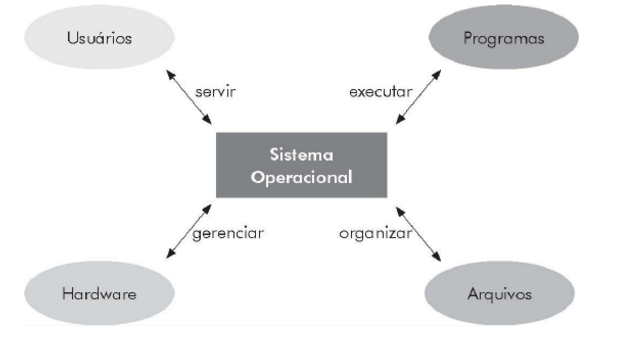 Usuários
Programas
servir
executar
Sistema
Operacional
gerenciar
organizar
Hardware
Arquivos